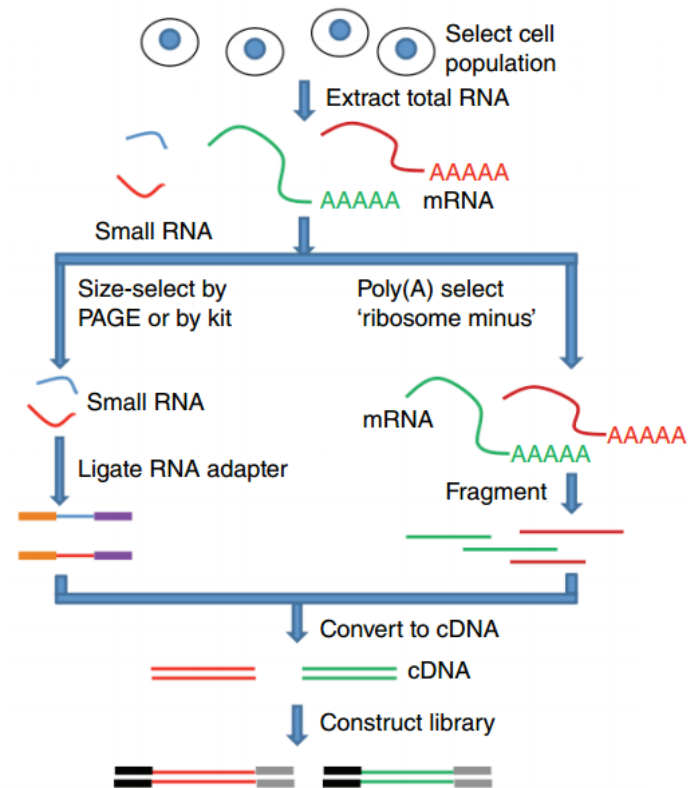 Select cell
population
Extract total RNA
AAAAA
AAAAA mRNA
Small RNA
Size-select by
PAGE or by kit
Poly(A) select
‘ribosome minus’
Small RNA
mRNA
AAAAA
AAAAA
Ligate RNA adapter
Fragment
Convert to cDNA
cDNA
Construct library